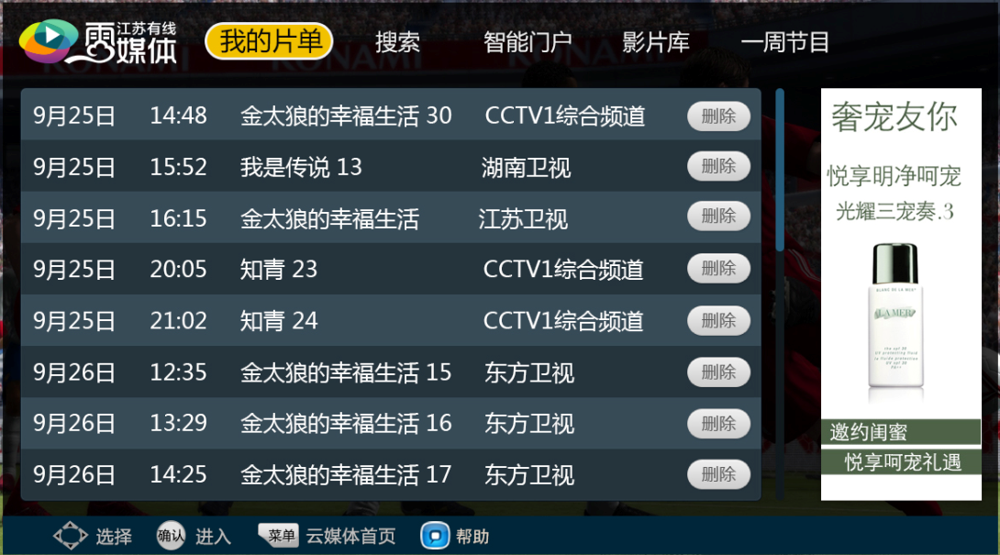 江苏有线
云媒体
我的片单 搜索 智能门户 影片库 一周节目
9月25日 14:48 金太狼的幸福生活 30 CCTV1综合频道 删除
9月25日 15:52 我是传说 13 湖南卫视 删除
9月25日 16:15 金太狼的幸福生活 江苏卫视 删除
9月25日 20:05 知青 23 CCTV1综合频道 删除
9月25日 21:02 知青 24 CCTV1综合频道 删除
9月26日 12:35 金太狼的幸福生活 15 东方卫视 删除
9月26日 13:29 金太狼的幸福生活 16 东方卫视 删除
9月26日 14:25 金太狼的幸福生活 17 东方卫视 删除
奢宠友你
悦享明净呵宠
光耀三宠奏.3
LA MER
邀约闺蜜
悦享呵宠礼遇
选择 确认 进入 菜单 云媒体首页 帮助